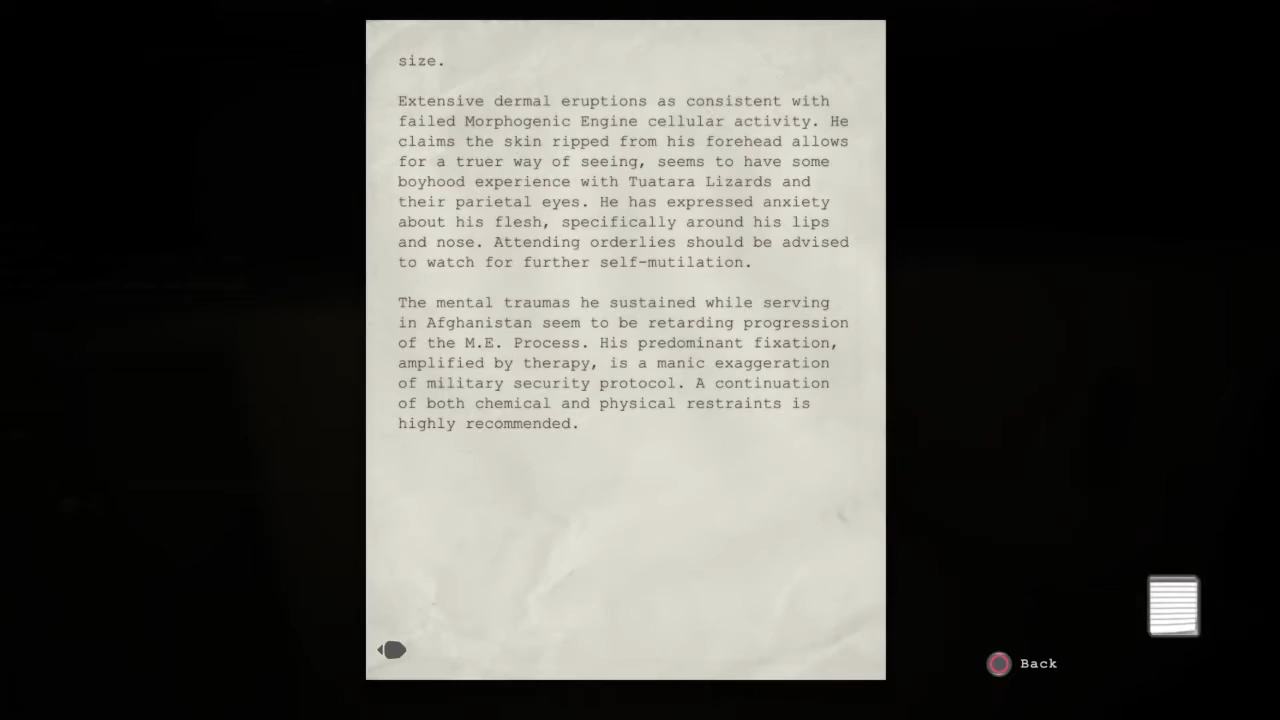 size.
Extensive dermal eruptions as consistent with
failed Morphogenic Engine cellular activity. He
claims the skin ripped from his forehead allows
for a truer way of seeing, seems to have some
boyhood experience with Tuatara Lizards and
their parietal eyes. He has expressed anxiety
about his flesh, specifically around his lips
and nose. Attending orderlies should be advised
to watch for further self-mutilation.
The mental traumas he sustained while serving
in Afghanistan seem to be retarding progression
of the M.E. Process. His predominant fixation,
amplified by therapy, is a manic exaggeration
of military security protocol. A continuation
of both chemical and physical restraints is
highly recommended.
Back